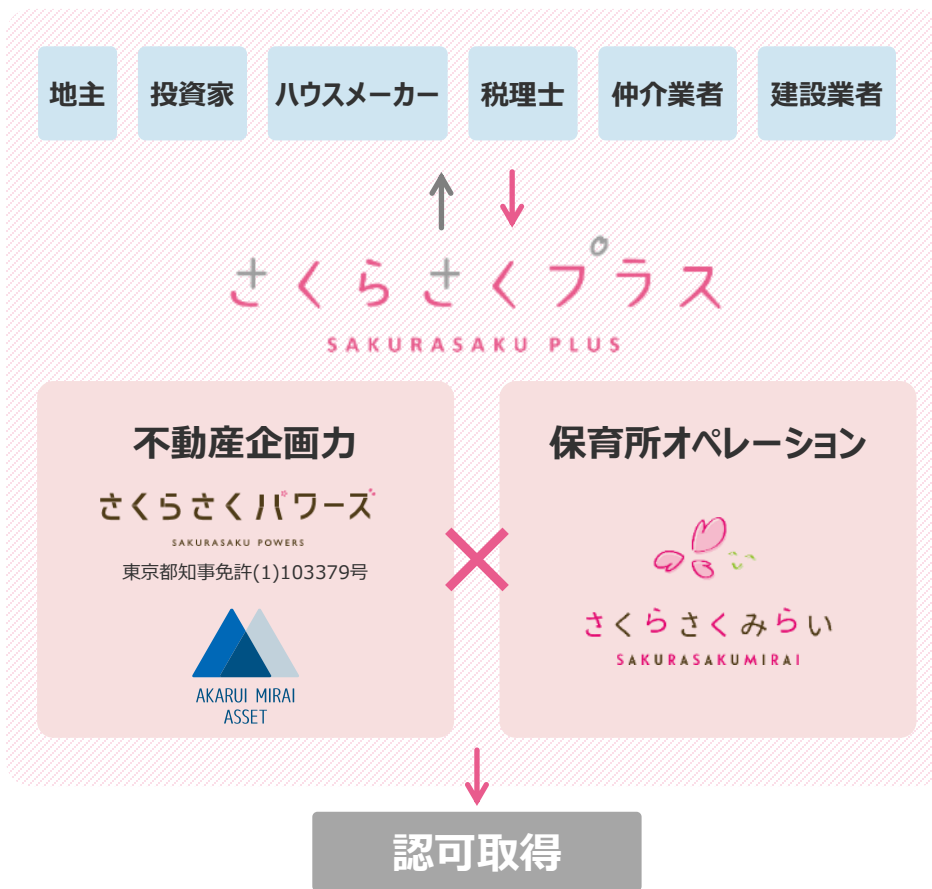 地主 投資家 ハウスメーカー 税理士 仲介業者 建設業者
さくらさくプラス
SAKURASAKU PLUS
不動産企画力
さくらさくパワーズ
SAKURASAKU POWERS
東京都知事免許(1)103379号
AKARUI MIRAI
ASSET
保育所オペレーション
さくらさくみらい
SAKURASAKUMIRAI
認可取得